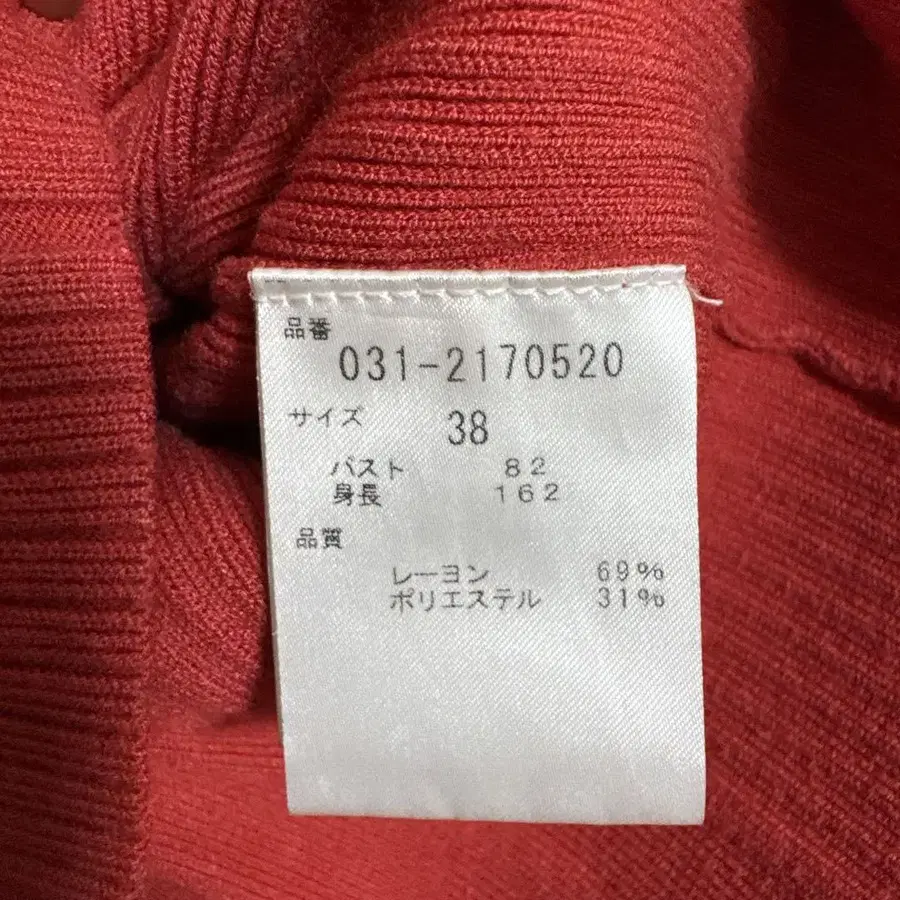 品番
031-2170520
サイズ 38
バスト 82
身長 162
品質
レーヨン 69%
ポリエステル 31%